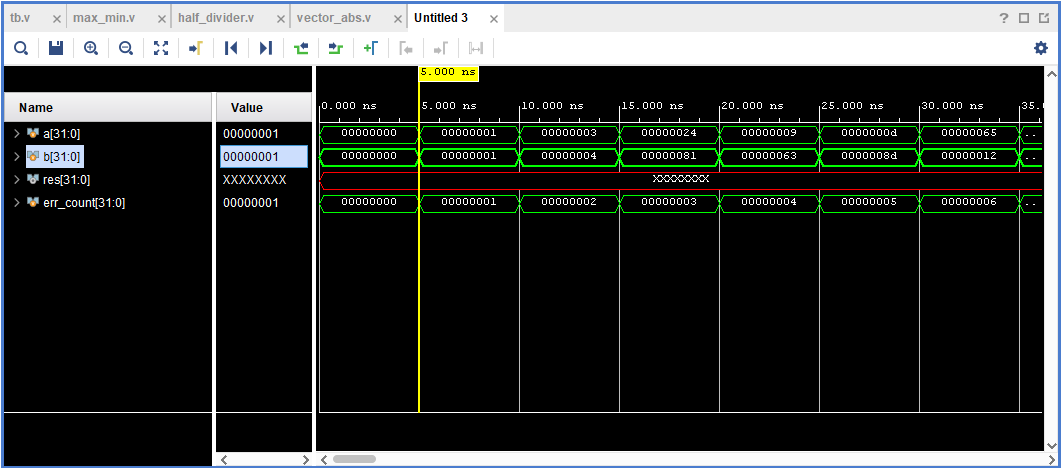 tb.v × max_min.v × half_divider.v × vector_abs.v × Untitled 3 × ?
5.000 ns
Name Value 0.000 ns 5.000 ns 10.000 ns 15.000 ns 20.000 ns 25.000 ns 30.000 ns 35.
a[31:0] 00000001 00000000 00000001 00000003 00000024 00000009 0000000d 00000065 ..
b[31:0] 00000001 00000000 00000001 00000004 00000081 00000063 0000008d 00000012 ..
res[31:0] XXXXXXXX XXXXXXXX
err_count[31:0] 00000001 00000000 00000001 00000002 00000003 00000004 00000005 00000006 ..